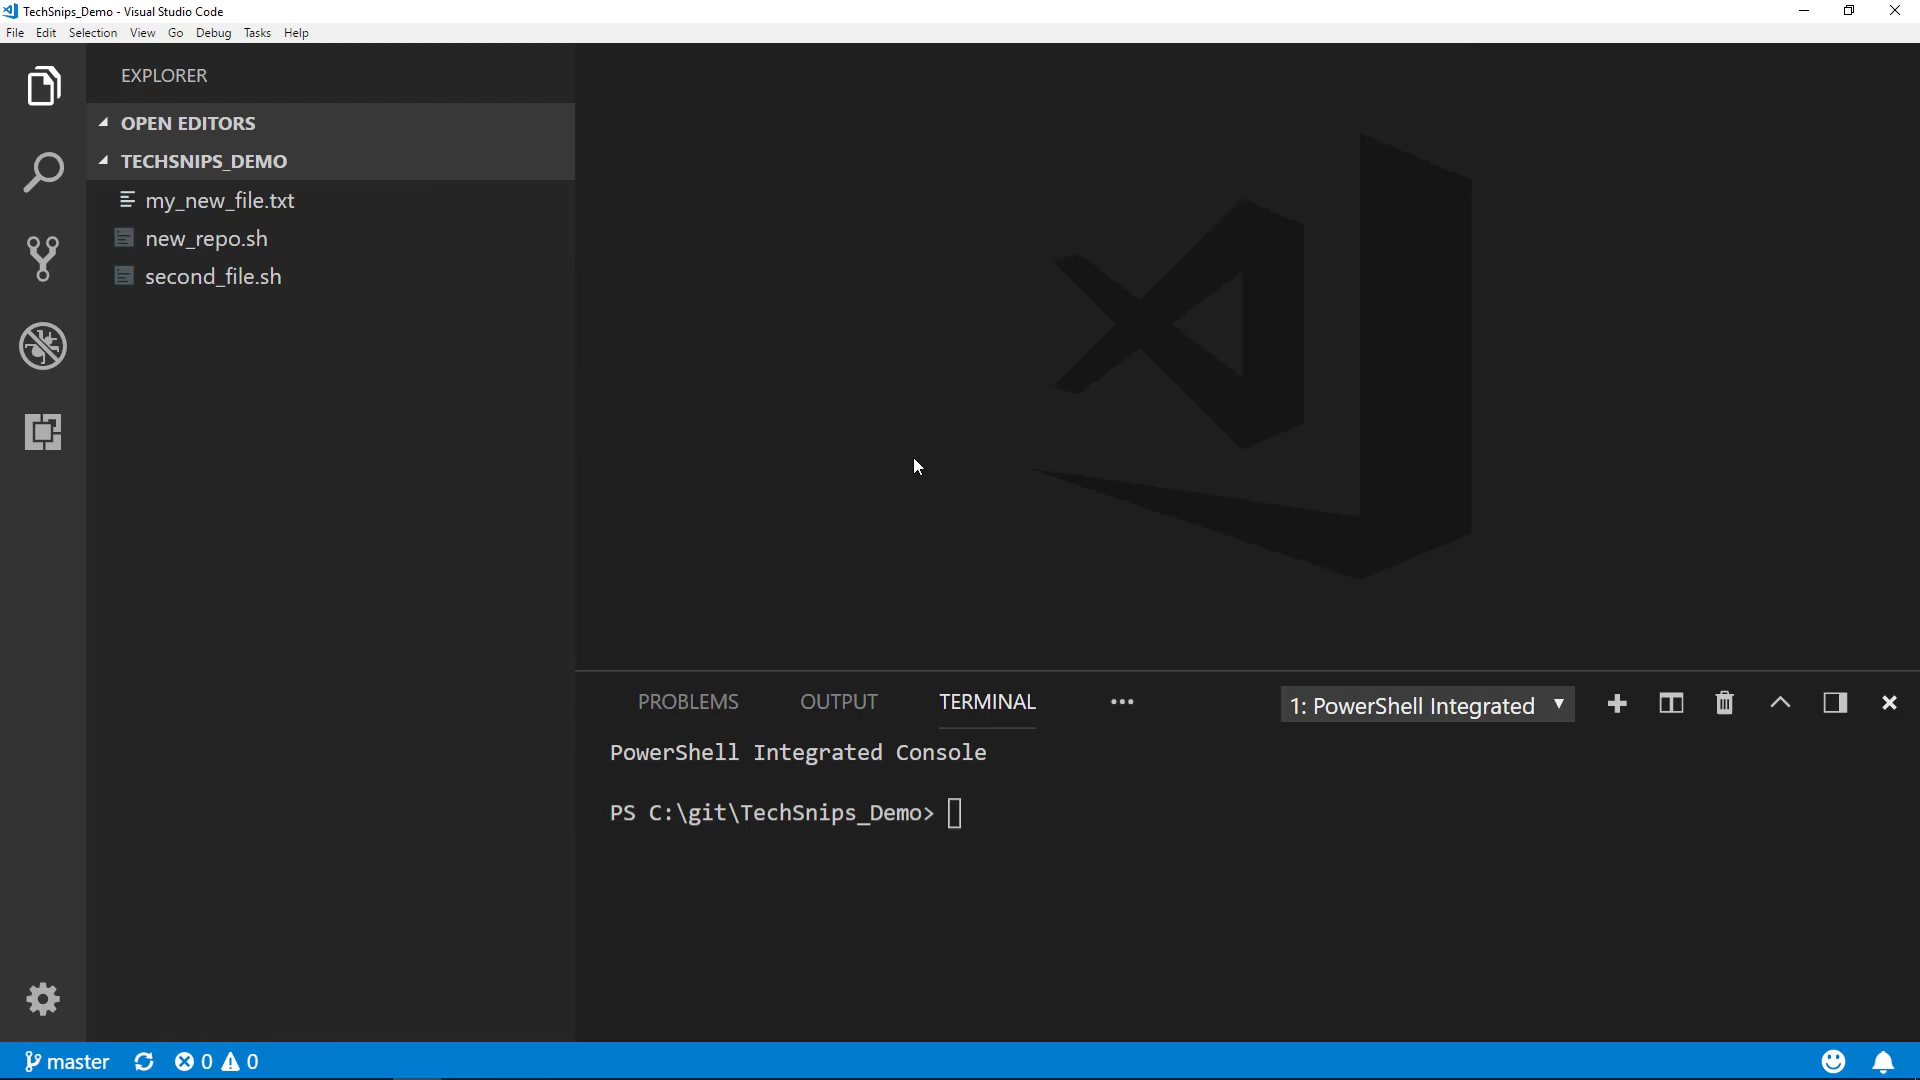 TechSnips_Demo - Visual Studio Code
File Edit Selection View Go Debug Tasks Help
EXPLORER
OPEN EDITORS
TECHSNIPS_DEMO
my_new_file.txt
new_repo.sh
second_file.sh
PROBLEMS OUTPUT TERMINAL ••• 1: PowerShell Integrated
PowerShell Integrated Console
PS C:\git\TechSnips_Demo>
master 0 0